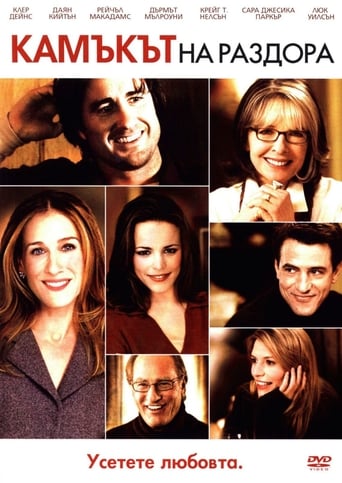 КЛЕР ДЕЙНС ДАЯН КИЙТЪН РЕЙЧЪЛ МАКАДАМС ДЪРМЪТ МЪЛРОУНИ КРЕЙГ Т. НЕЛСЪН САРА ДЖЕСИКА ПАРКЪР ЛЮК УИЛСЪН
КАМЪКЪТ НА РАЗДОРА
Усетете любовта.
DVD
VIDEO